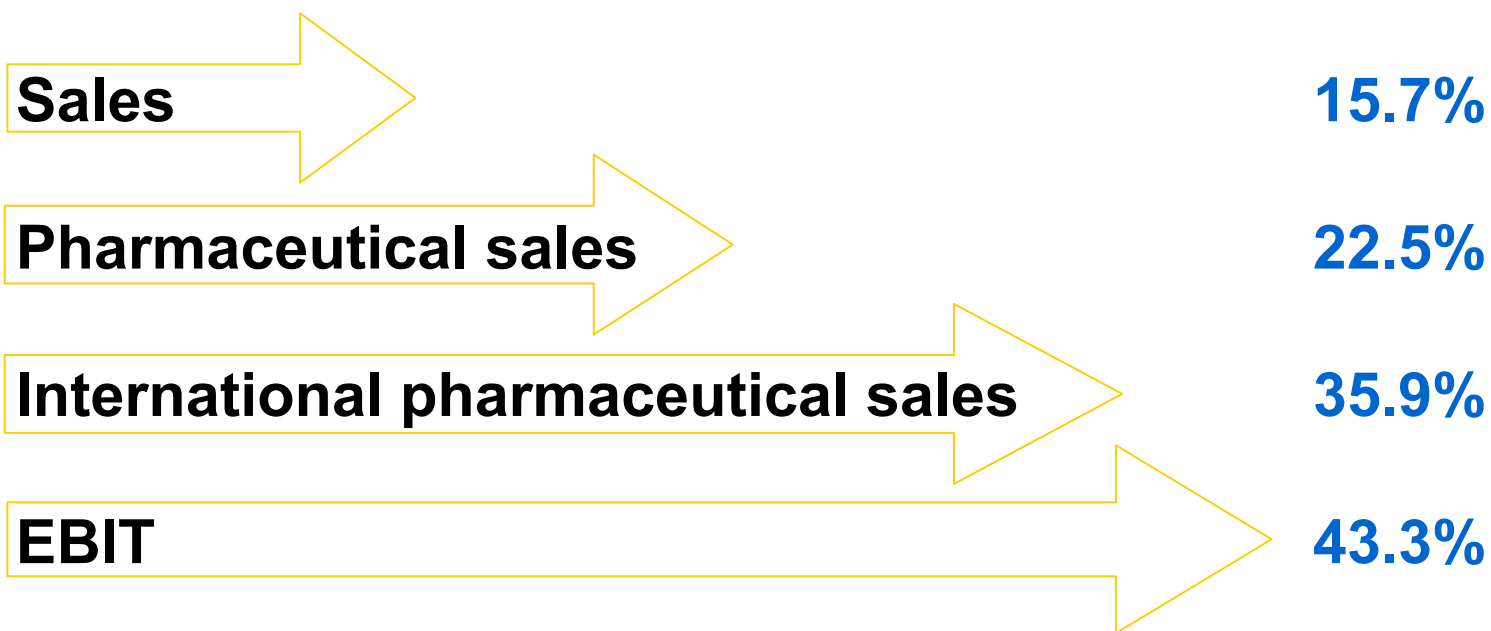 Sales 15.7%
Pharmaceutical sales 22.5%
International pharmaceutical sales 35.9%
EBIT 43.3%